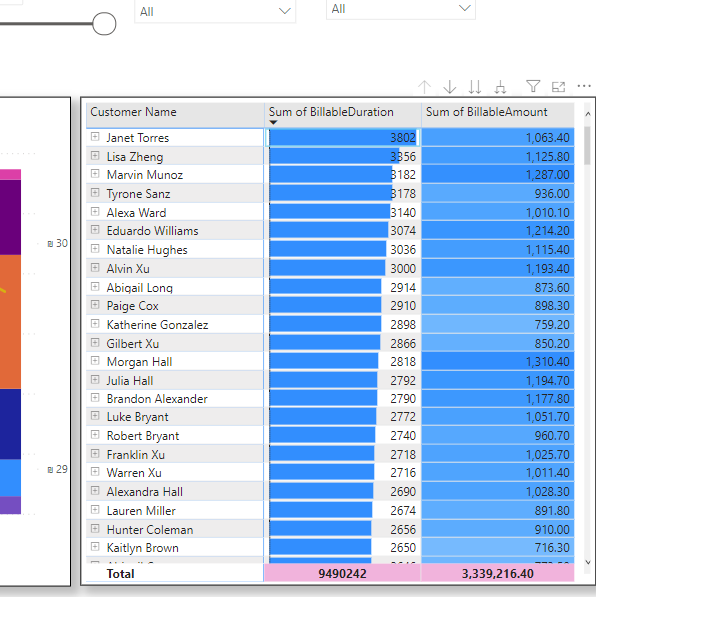 All All
Customer Name Sum of BillableDuration Sum of BillableAmount
Janet Torres 3802 1,063.40
Lisa Zheng 3356 1,125.80
Marvin Munoz 3182 1,287.00
Tyrone Sanz 3178 936.00
Alexa Ward 3140 1,010.10
Eduardo Williams 3074 1,214.20
₪ 30
Natalie Hughes 3036 1,115.40
Alvin Xu 3000 1,193.40
Abigail Long 2914 873.60
Paige Cox 2910 898.30
Katherine Gonzalez 2898 759.20
Gilbert Xu 2866 850.20
Morgan Hall 2818 1,310.40
Julia Hall 2792 1,194.70
Brandon Alexander 2790 1,177.80
Luke Bryant 2772 1,051.70
Robert Bryant 2740 960.70
Franklin Xu 2718 1,025.70
₪ 29
Warren Xu 2716 1,011.40
Alexandra Hall 2690 1,028.30
Lauren Miller 2674 891.80
Hunter Coleman 2656 910.00
Kaitlyn Brown 2650 716.30
Total 9490242 3,339,216.40